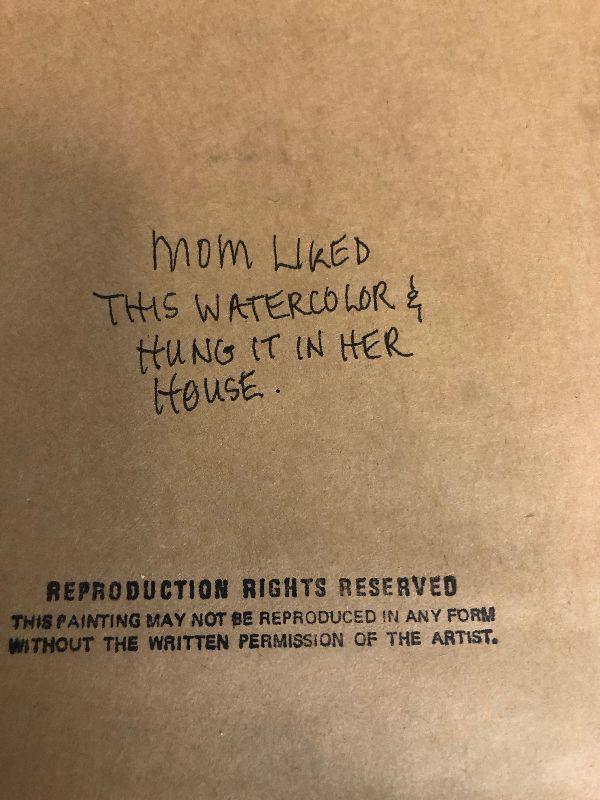 MOM LIKED
THIS WATERCOLOR &
HUNG IT IN HER
HOUSE.
REPRODUCTION RIGHTS RESERVED
THIS PAINTING MAY NOT BE REPRODUCED IN ANY FORM
WITHOUT THE WRITTEN PERMISSION OF THE ARTIST.